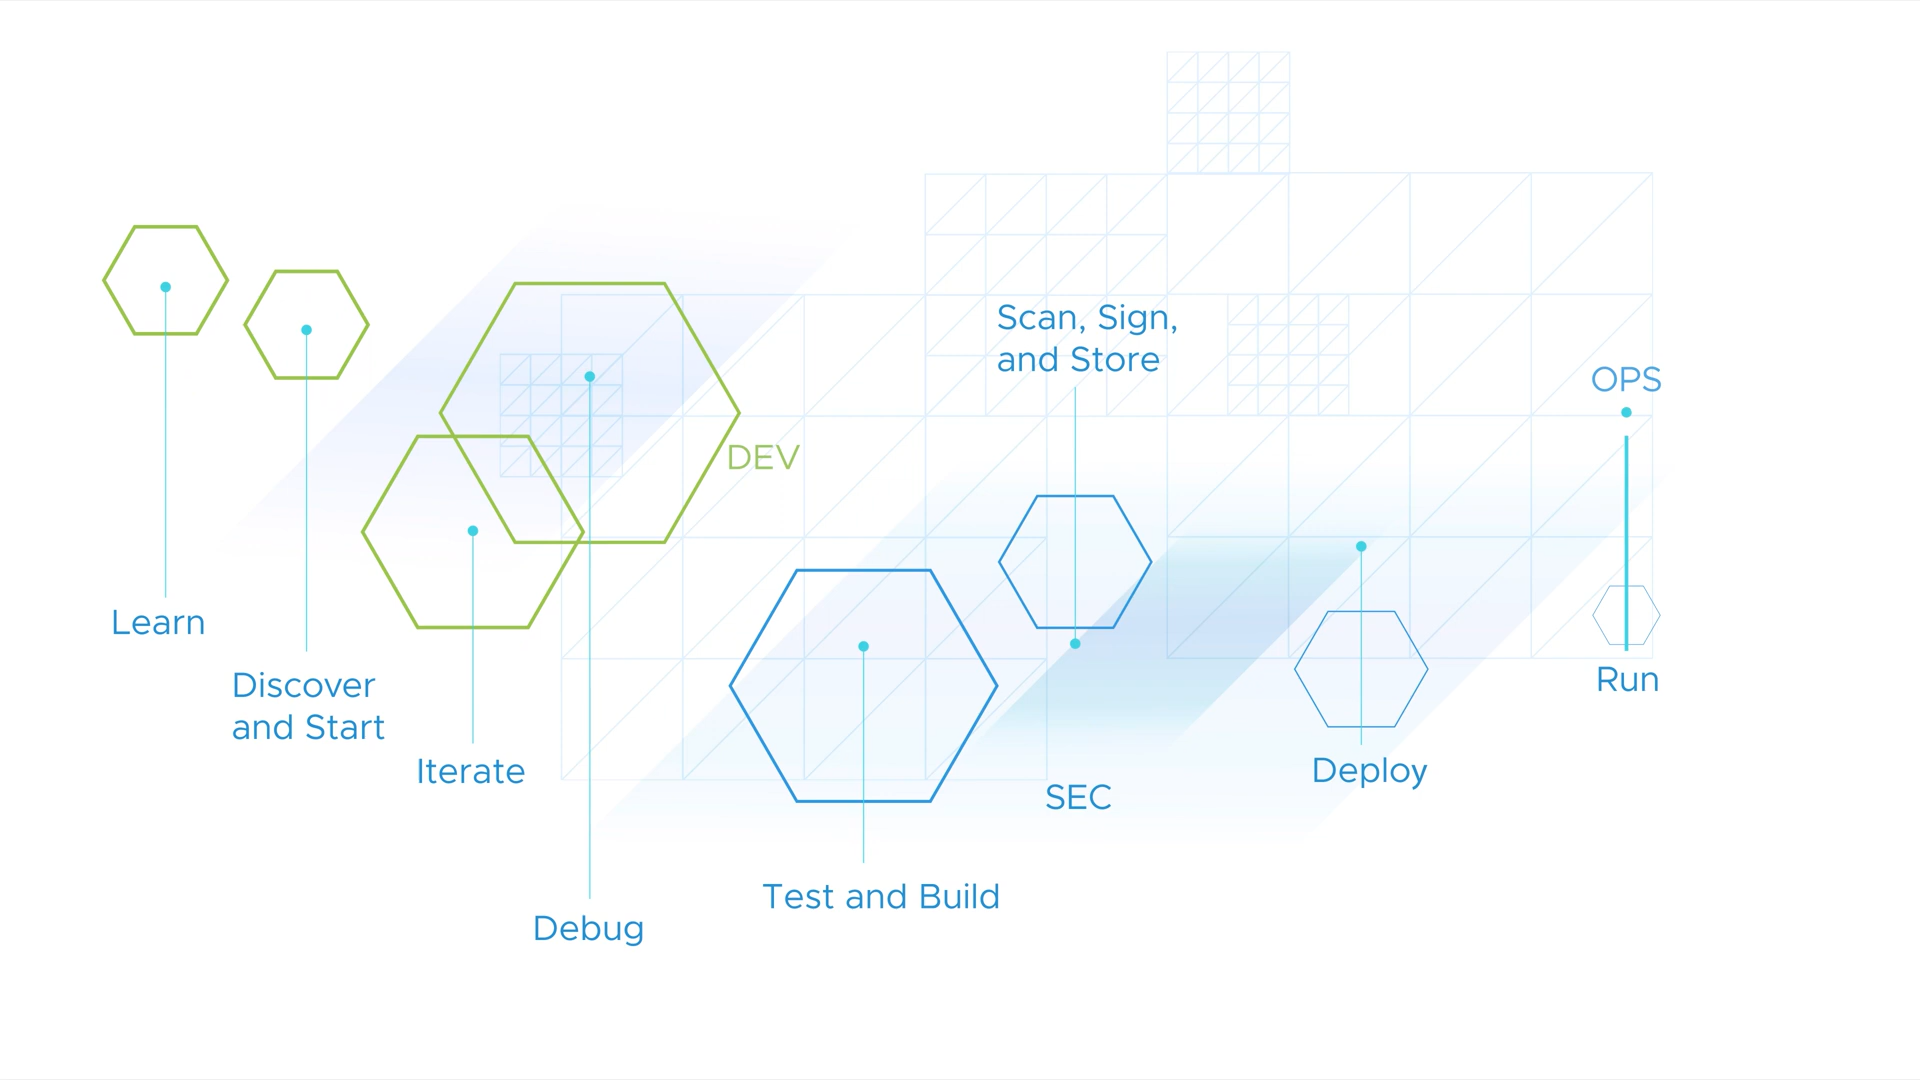 Learn
Discover
and Start
Iterate
Debug
DEV
Test and Build
Scan, Sign,
and Store
SEC
Deploy
OPS
Run